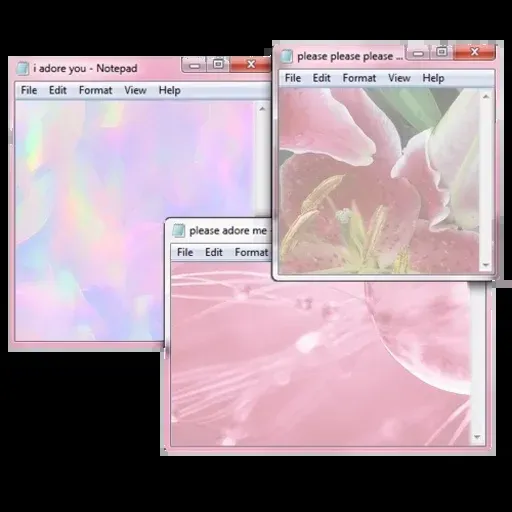 i adore you - Notepad
File Edit Format View Help
please please please ...
File Edit Format View Help
please adore me
File Edit Format